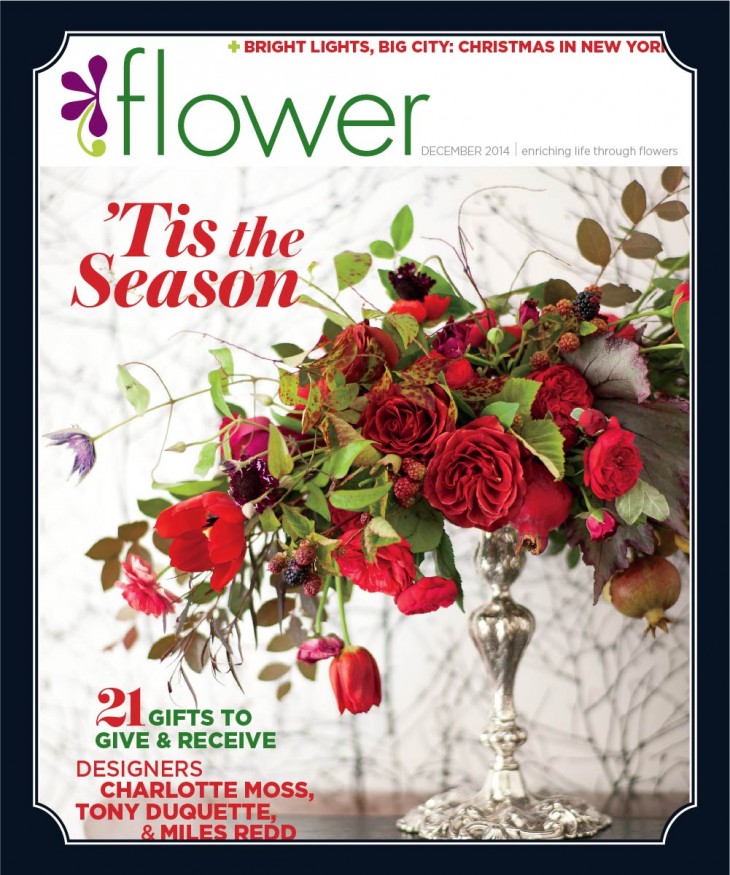 + BRIGHT LIGHTS, BIG CITY: CHRISTMAS IN NEW YORK
flower
DECEMBER 2014 | enriching life through flowers
’Tis the
Season
21 GIFTS TO
GIVE & RECEIVE
DESIGNERS
CHARLOTTE MOSS,
TONY DUQUETTE,
& MILES REDD